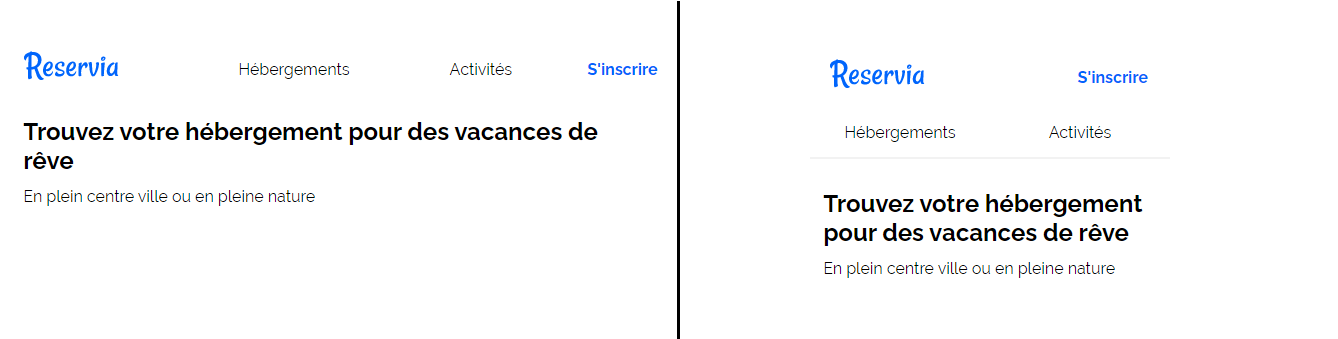 Reservia Hébergements Activités S'inscrire
Trouvez votre hébergement pour des vacances de
rêve
En plein centre ville ou en pleine nature
Reservia S'inscrire
Hébergements Activités
Trouvez votre hébergement
pour des vacances de rêve
En plein centre ville ou en pleine nature